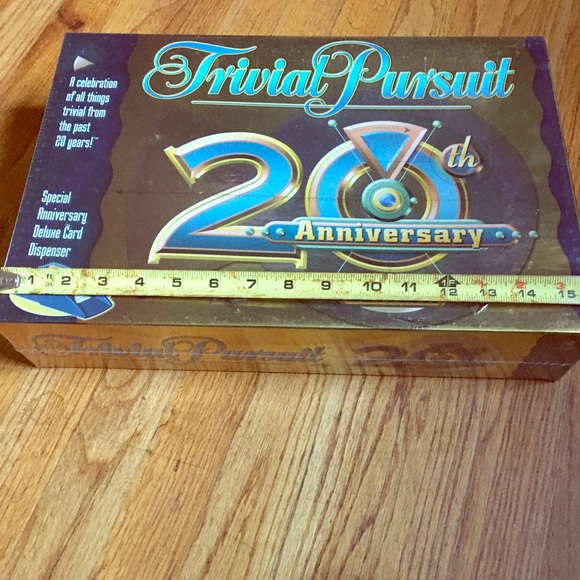 Trivial Pursuit
A celebration
of all things
trivial from
the past
20 years!™
20th
Anniversary
Special
Anniversary
Deluxe Card
Dispenser
1 2 3 4 5 6 7 8 9 10 11 12 13 14 15
Trivial Pursuit